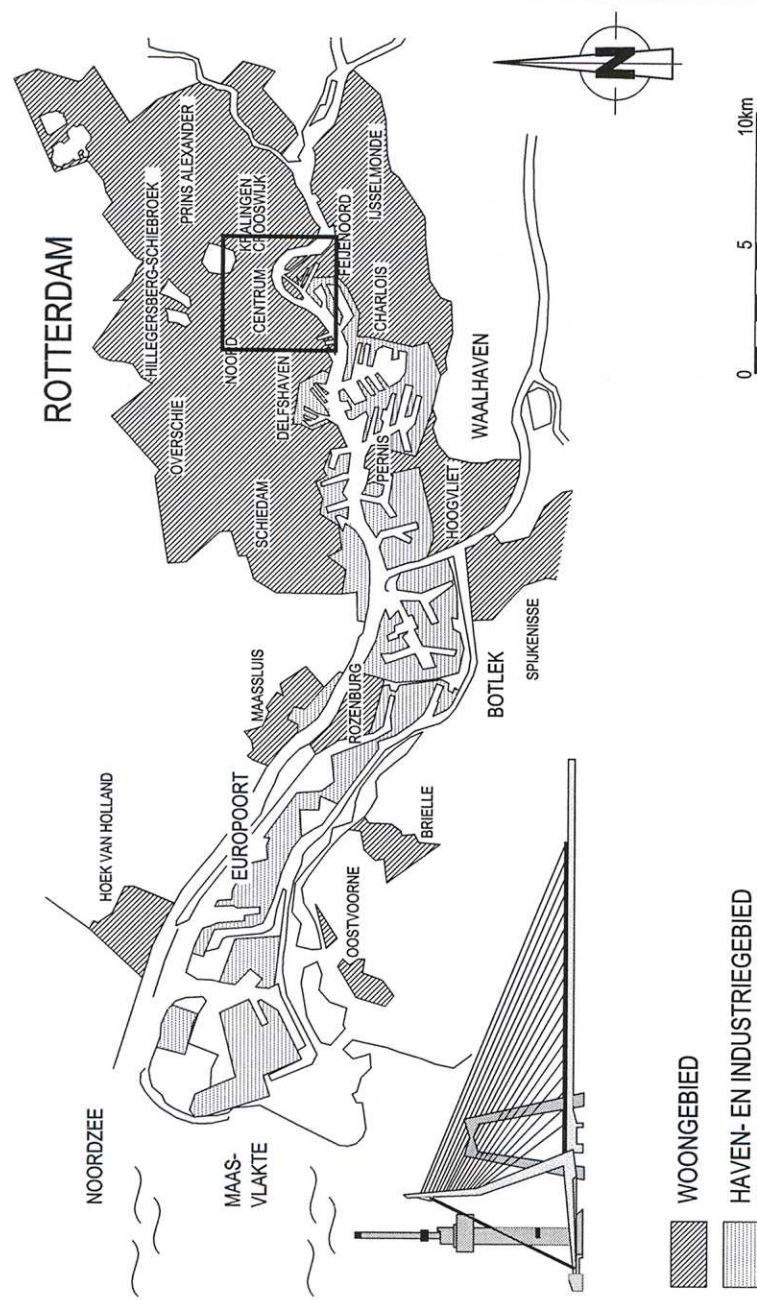 ROTTERDAM
NOORDZEE
HOEK VAN HOLLAND
MAAS-
VLAKTE
EUROPOORT
MAASSLUIS
OOSTVOORNE
BRIELLE
ROZENBURG
BOTLEK
SPIJKENISSE
SCHIEDAM
OVERSCHIE
HILLEGERSBERG-SCHIEBROEK
PRINS ALEXANDER
NOORD
KRALINGEN
CROOSWIJK
CENTRUM
DELFSHAVEN
FEIJENOORD
IJSSELMONDE
CHARLOIS
PERNIS
HOOGVLIET
WAALHAVEN
N
WOONGEBIED
HAVEN- EN INDUSTRIEGEBIED
0 5 10km